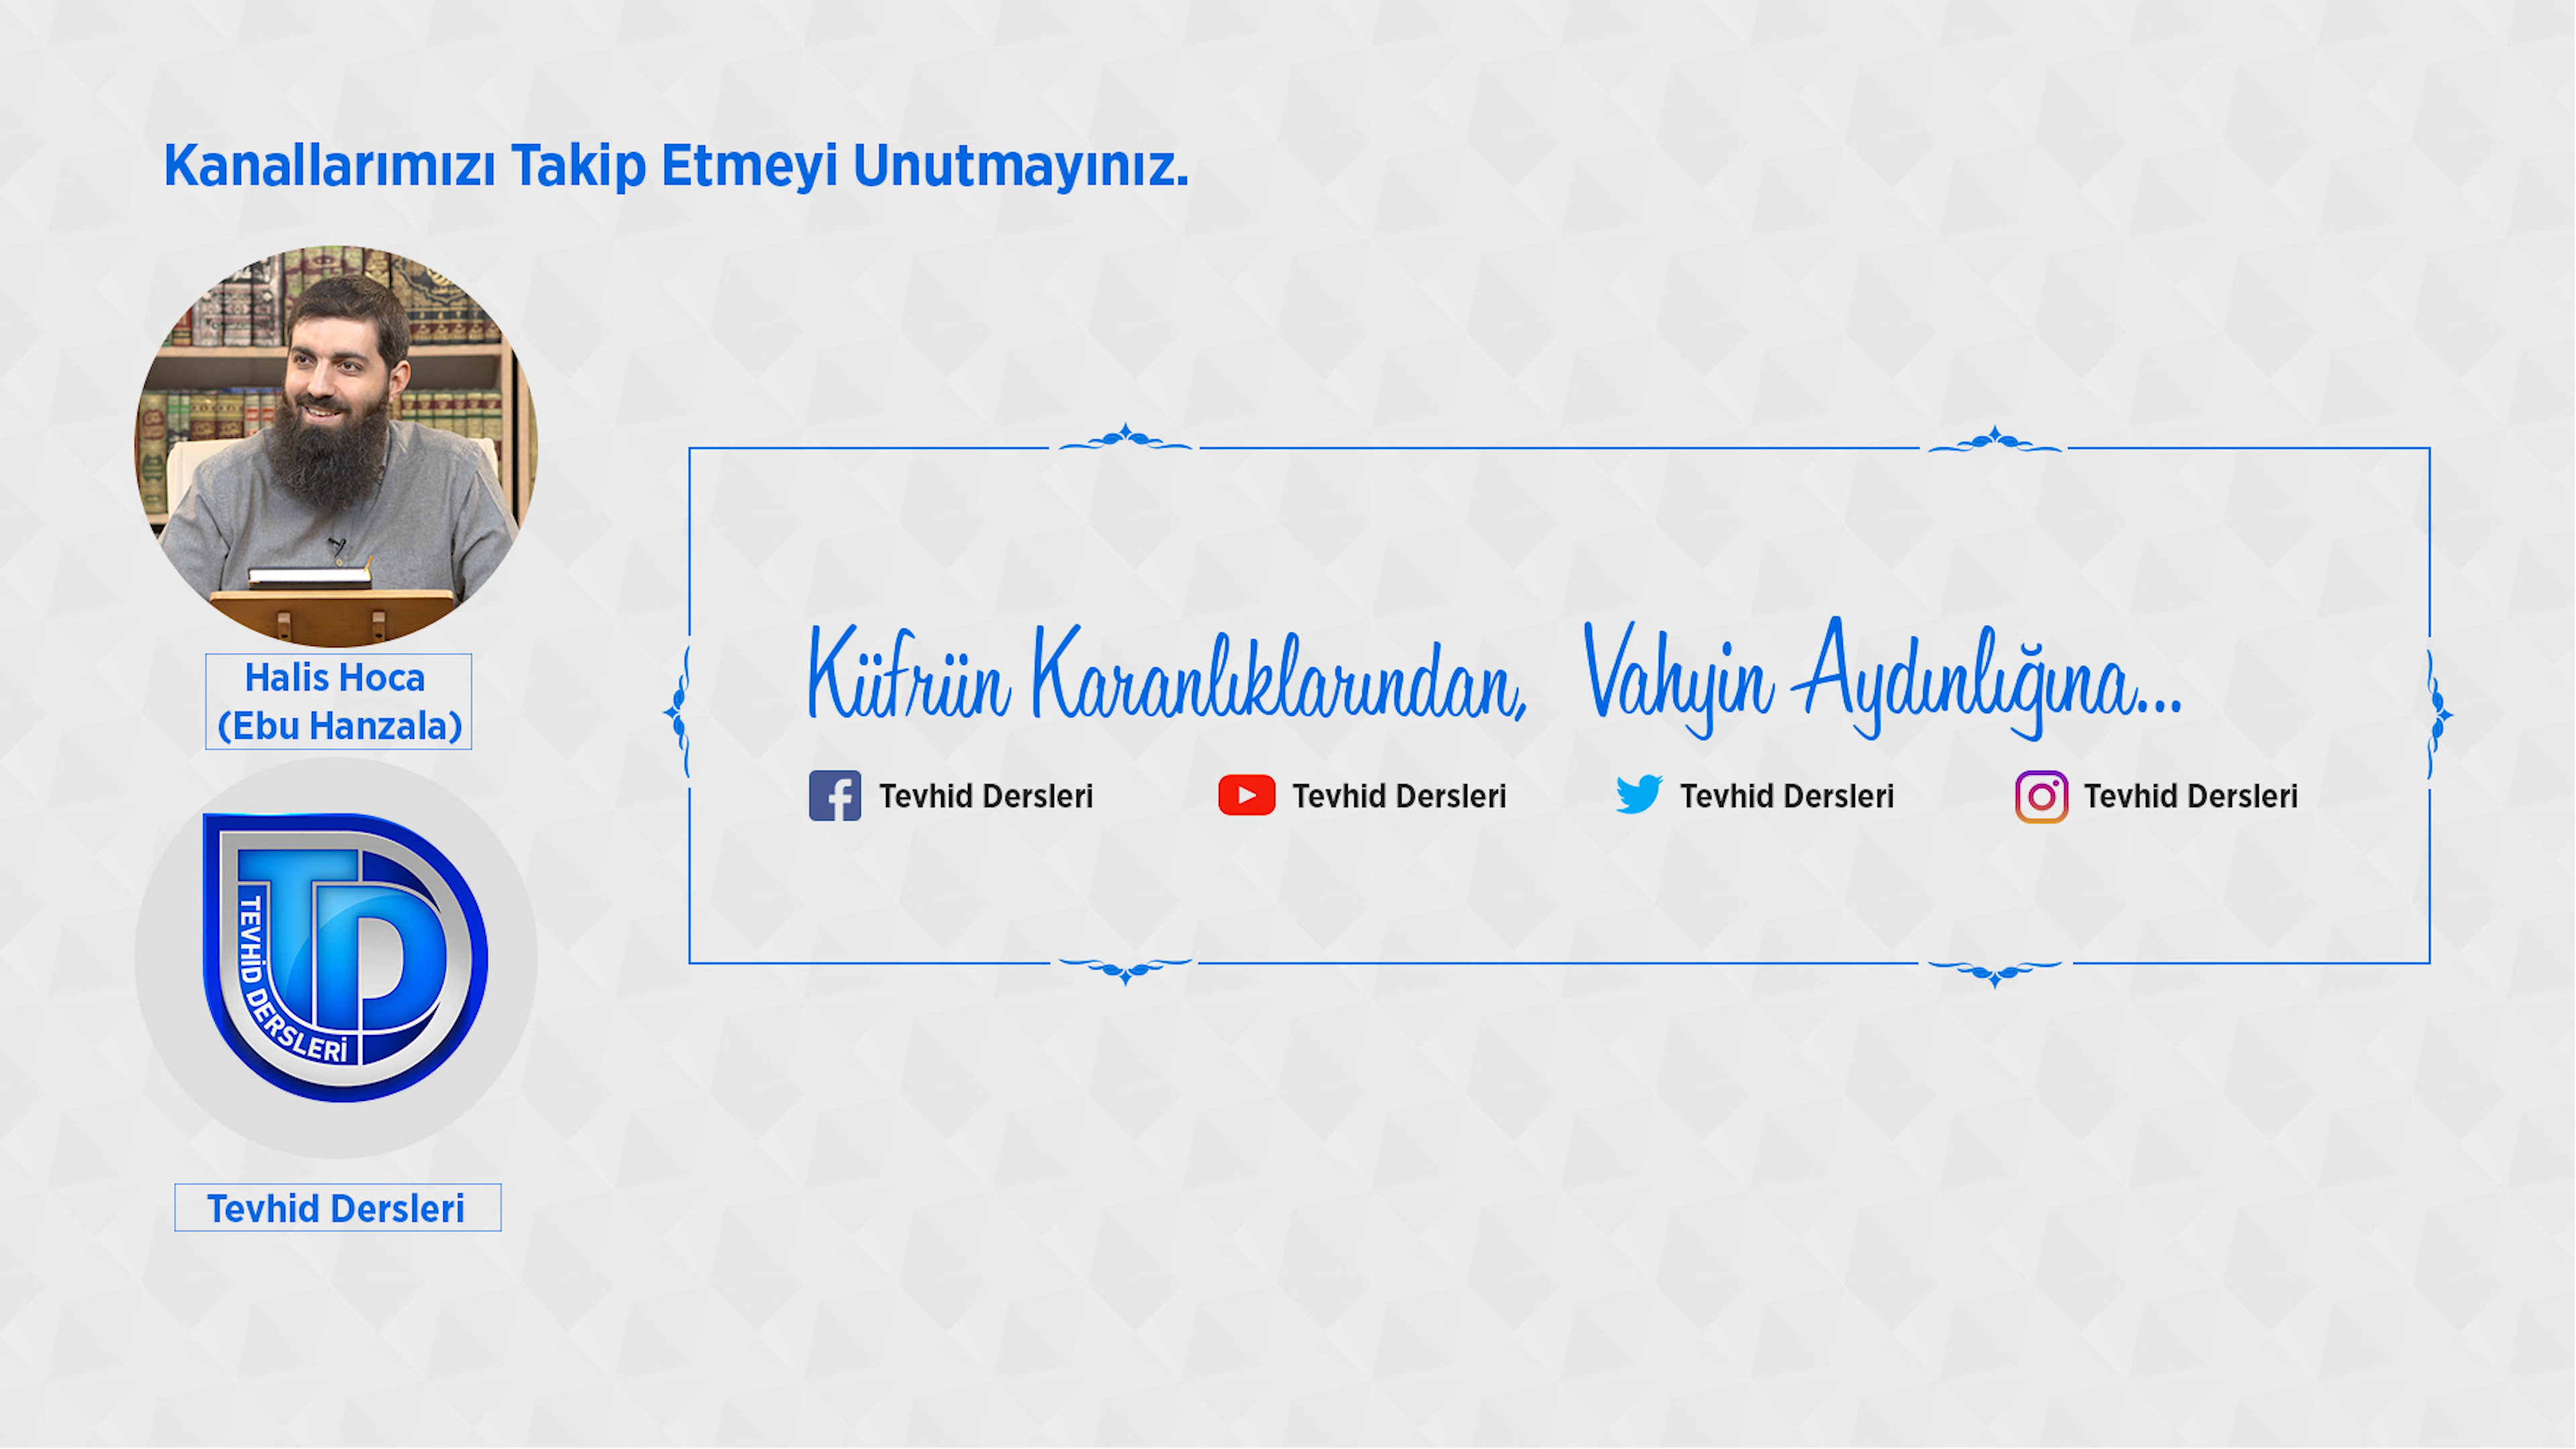 Kanallarımızı Takip Etmeyi Unutmayınız.
Halis Hoca
(Ebu Hanzala)
Küfrün Karanlıklarından, Vahyin Aydınlığına...
Tevhid Dersleri Tevhid Dersleri Tevhid Dersleri Tevhid Dersleri
TD
TEVHİD DERSLERİ
Tevhid Dersleri